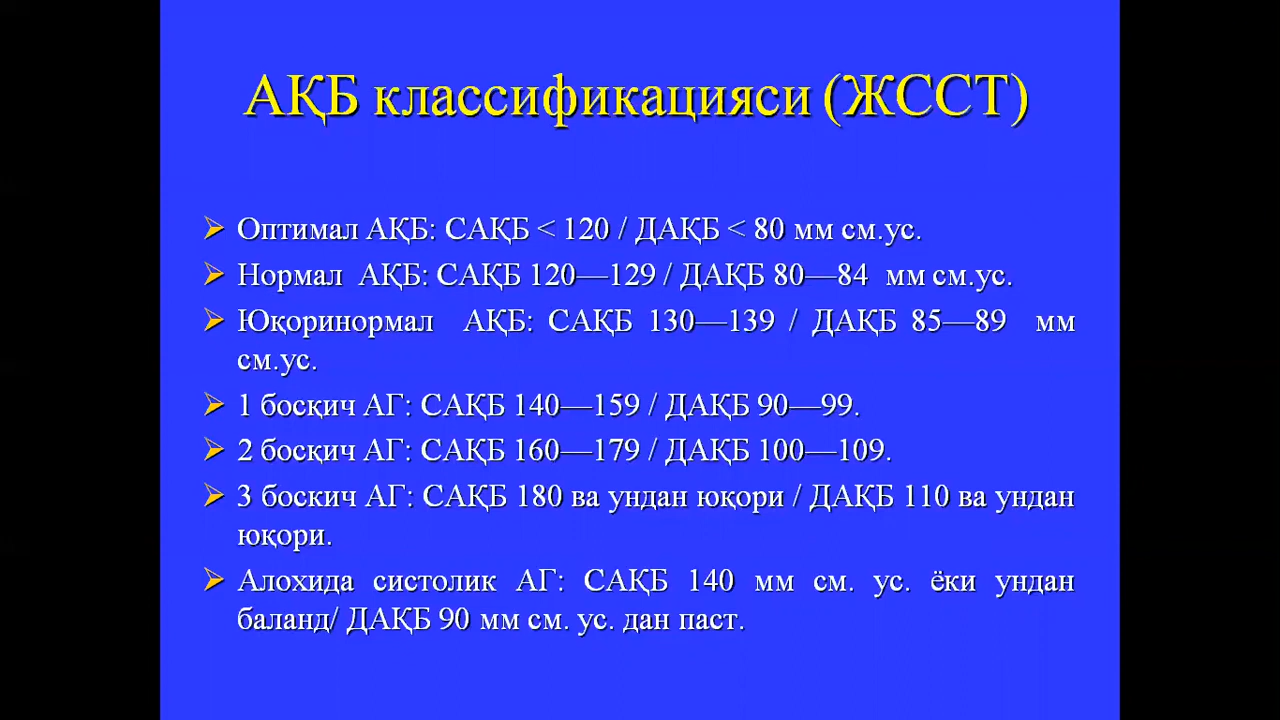 АҚБ классификацияси (ЖССТ)
Оптимал АҚБ: САҚБ < 120 / ДАҚБ < 80 мм см.ус.
Нормал АҚБ: САҚБ 120—129 / ДАҚБ 80—84 мм см.ус.
Юқоринормал АҚБ: САҚБ 130—139 / ДАҚБ 85—89 мм
см.ус.
1 босқич АГ: САҚБ 140—159 / ДАҚБ 90—99.
2 босқич АГ: САҚБ 160—179 / ДАҚБ 100—109.
3 боскич АГ: САҚБ 180 ва ундан юқори / ДАҚБ 110 ва ундан
юқори.
Алохида систолик АГ: САҚБ 140 мм см. ус. ёки ундан
баланд/ ДАҚБ 90 мм см. ус. дан паст.